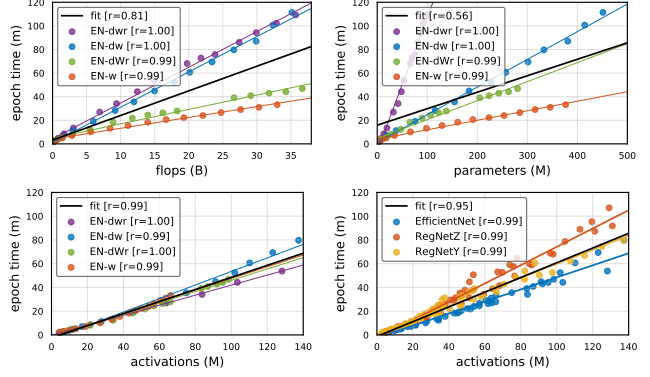 120
100
80
60
40
20
0
epoch time (m)
fit [r=0.81]
EN-dwr [r=1.00]
EN-dw [r=1.00]
EN-dWr [r=0.99]
EN-w [r=0.99]
0 5 10 15 20 25 30 35
flops (B)
120
100
80
60
40
20
0
epoch time (m)
fit [r=0.56]
EN-dwr [r=1.00]
EN-dw [r=1.00]
EN-dWr [r=0.99]
EN-w [r=0.99]
0 100 200 300 400 500
parameters (M)
120
100
80
60
40
20
0
epoch time (m)
fit [r=0.99]
EN-dwr [r=1.00]
EN-dw [r=0.99]
EN-dWr [r=1.00]
EN-w [r=0.99]
0 20 40 60 80 100 120 140
activations (M)
120
100
80
60
40
20
0
epoch time (m)
fit [r=0.95]
EfficientNet [r=0.99]
RegNetZ [r=0.99]
RegNetY [r=0.99]
0 20 40 60 80 100 120 140
activations (M)